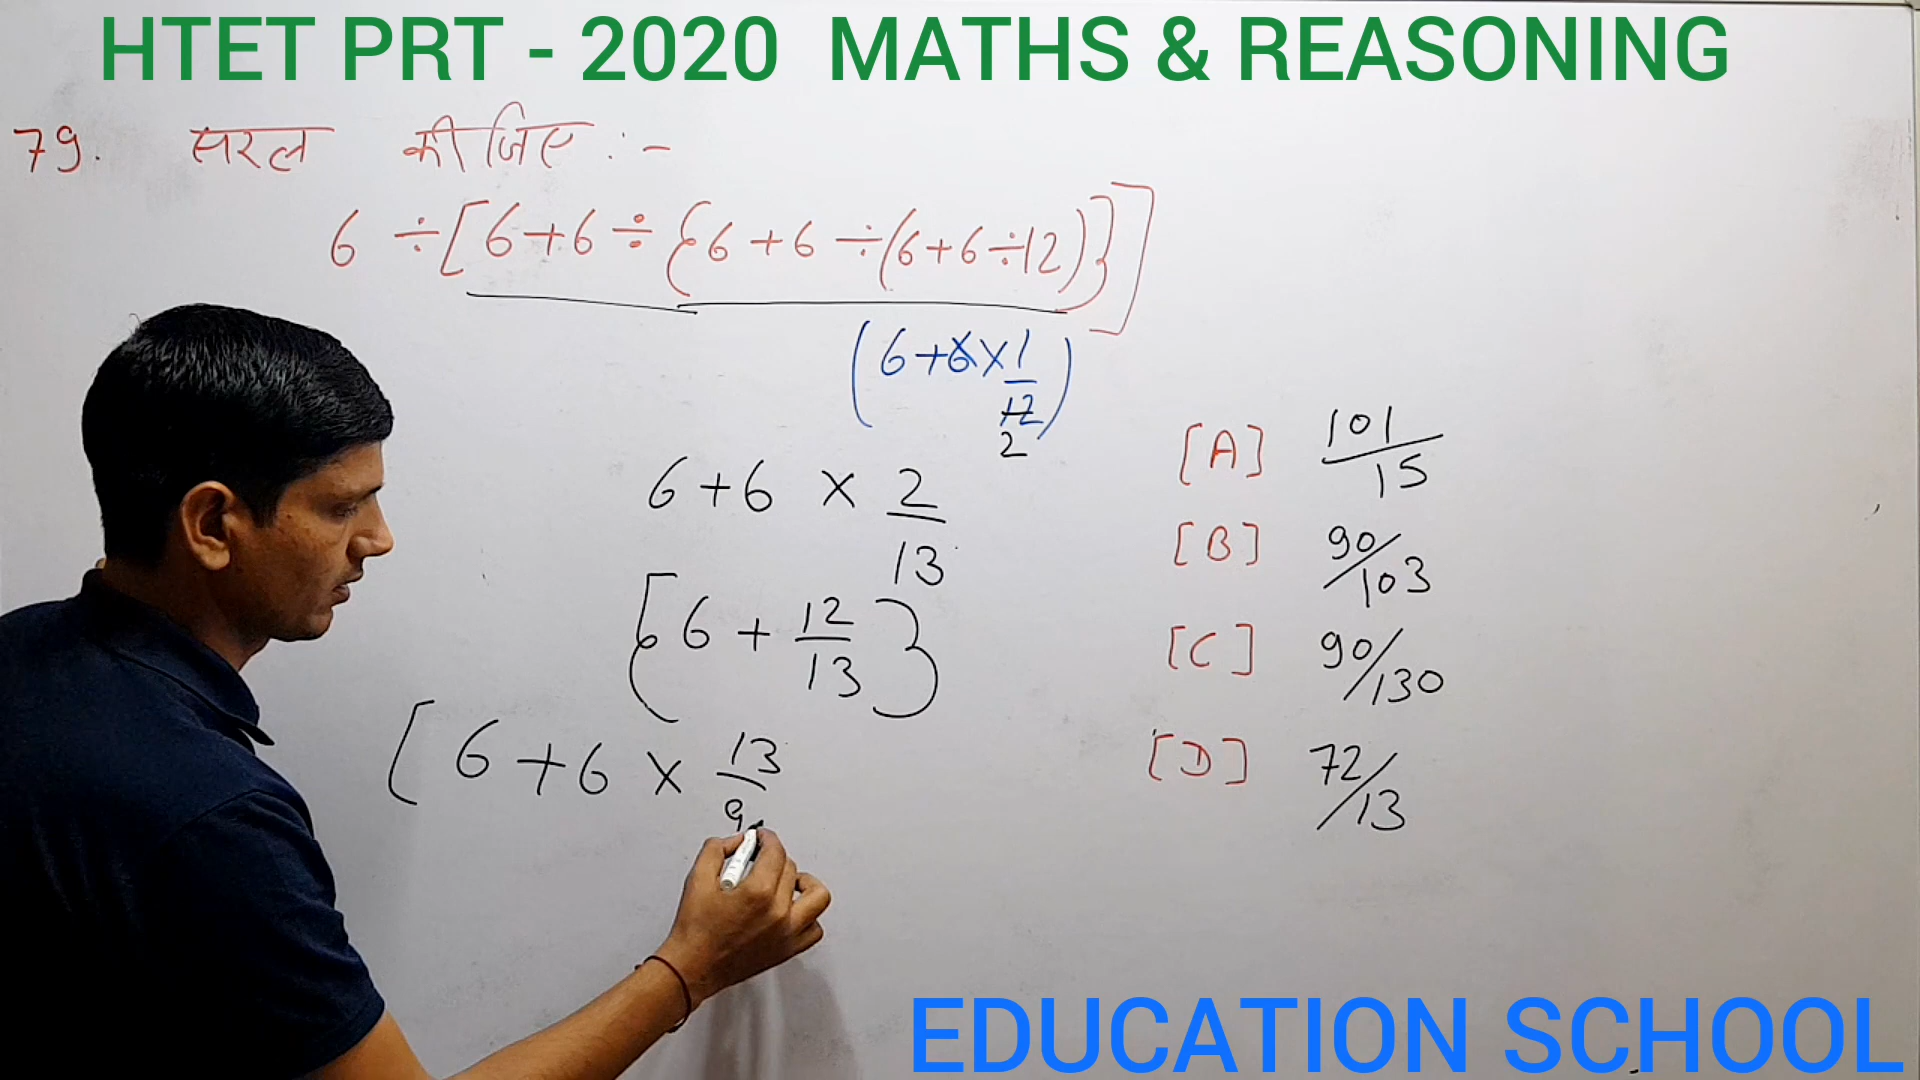 HTET PRT - 2020 MATHS & REASONING
79. सरल कीजिए :-
6 ÷ [6+6 ÷ {6+6 ÷ (6+6÷12)}]
(6+6×1/12)
2
6+6 × 2/13
{6 + 12/13}
[6+6 × 13/9
[A] 101/15
[B] 90/103
[C] 90/130
[D] 72/13
EDUCATION SCHOOL